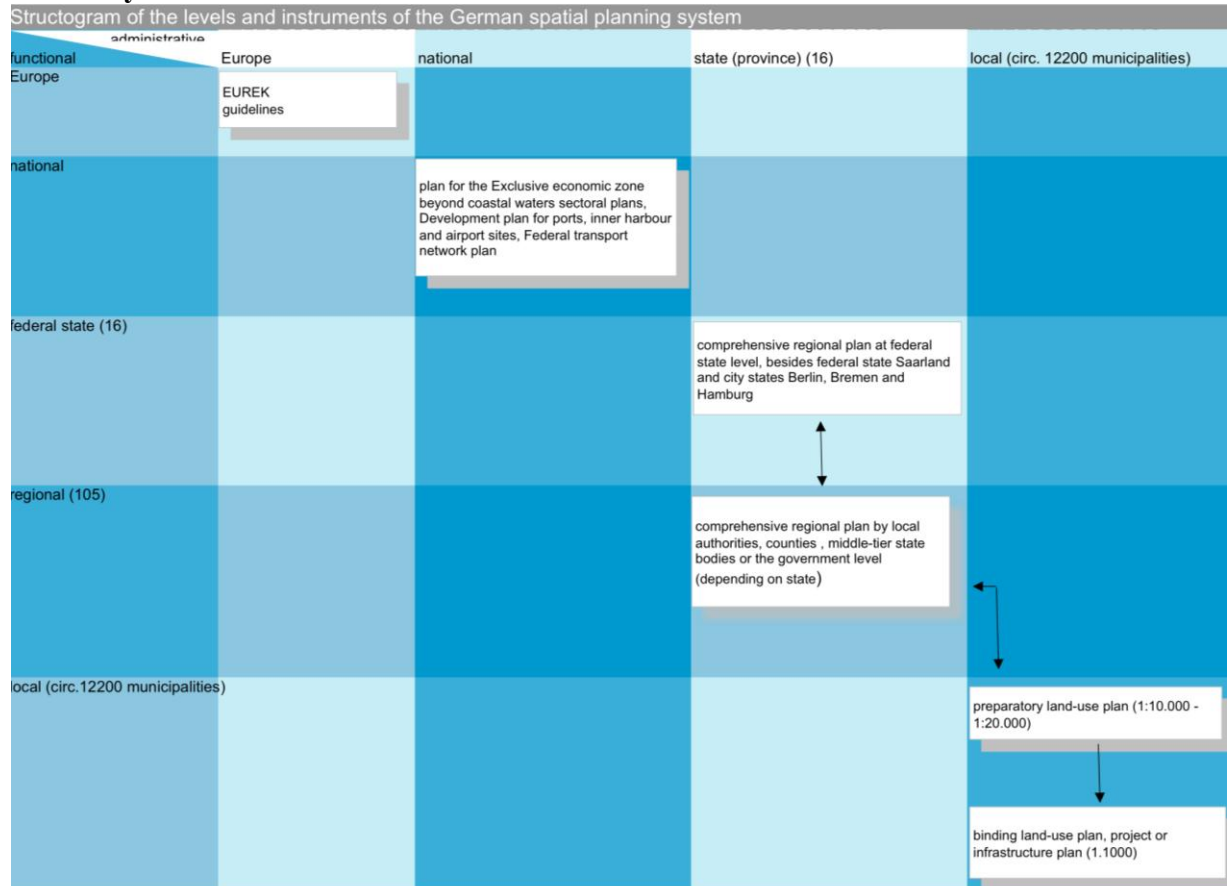 Structogram of the levels and instruments of the German spatial planning system
administrative
functional
Europe
national
state (province) (16)
local (circ. 12200 municipalities)
Europe
EUREK
guidelines
national
plan for the Exclusive economic zone
beyond coastal waters sectoral plans,
Development plan for ports, inner harbour
and airport sites, Federal transport
network plan
federal state (16)
comprehensive regional plan at federal
state level, besides federal state Saarland
and city states Berlin, Bremen and
Hamburg
regional (105)
comprehensive regional plan by local
authorities, counties , middle-tier state
bodies or the government level
(depending on state)
local (circ.12200 municipalities)
preparatory land-use plan (1:10.000 -
1:20.000)
binding land-use plan, project or
infrastructure plan (1.1000)